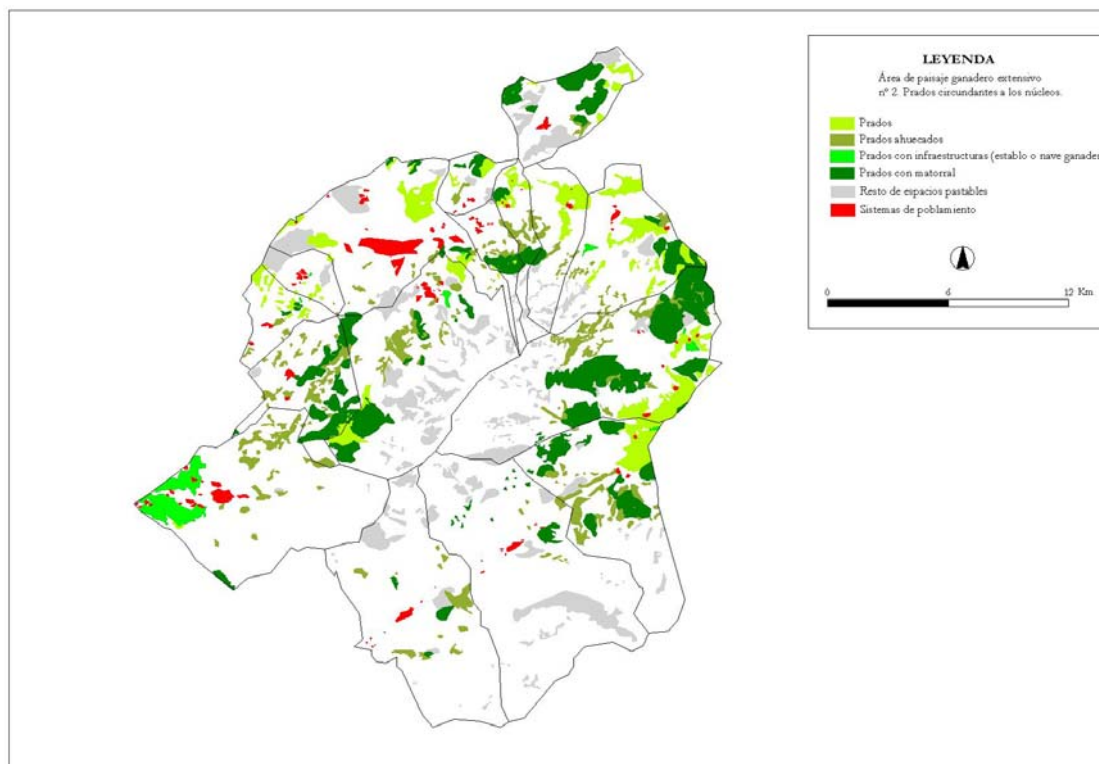 LEYENDA
Área de paisaje ganadero extensivo
nº 2. Prados circundantes a los núcleos.
Prados
Prados ahuecados
Prados con infraestructuras (establo o nave ganader
Prados con matorral
Resto de espacios pastables
Sistemas de poblamiento
0 6 12 Km